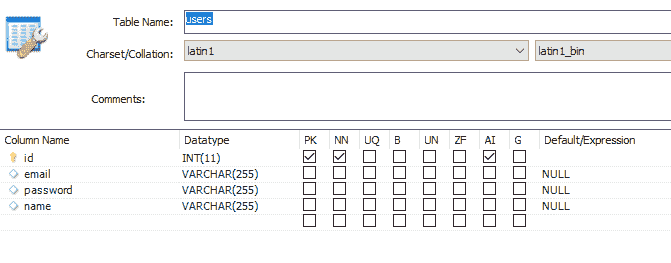 Table Name: users
Charset/Collation: latin1 latin1_bin
Comments:
Column Name Datatype PK NN UQ B UN ZF AI G Default/Expression
id INT(11)
email VARCHAR(255) NULL
password VARCHAR(255) NULL
name VARCHAR(255) NULL